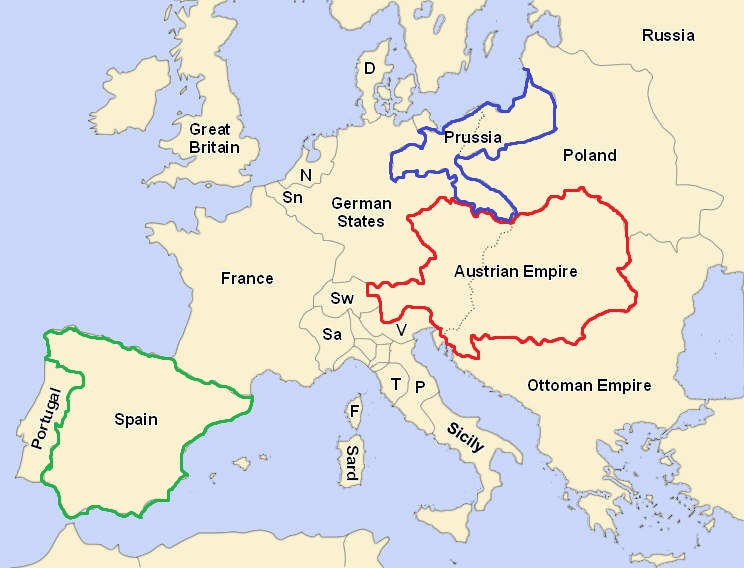 Russia
D
Great
Britain
Prussia
Poland
N
Sn
German
States
France
Austrian Empire
Sw
Sa
V
Ottoman Empire
T
P
Portugal
Spain
F
Sicily
Sard